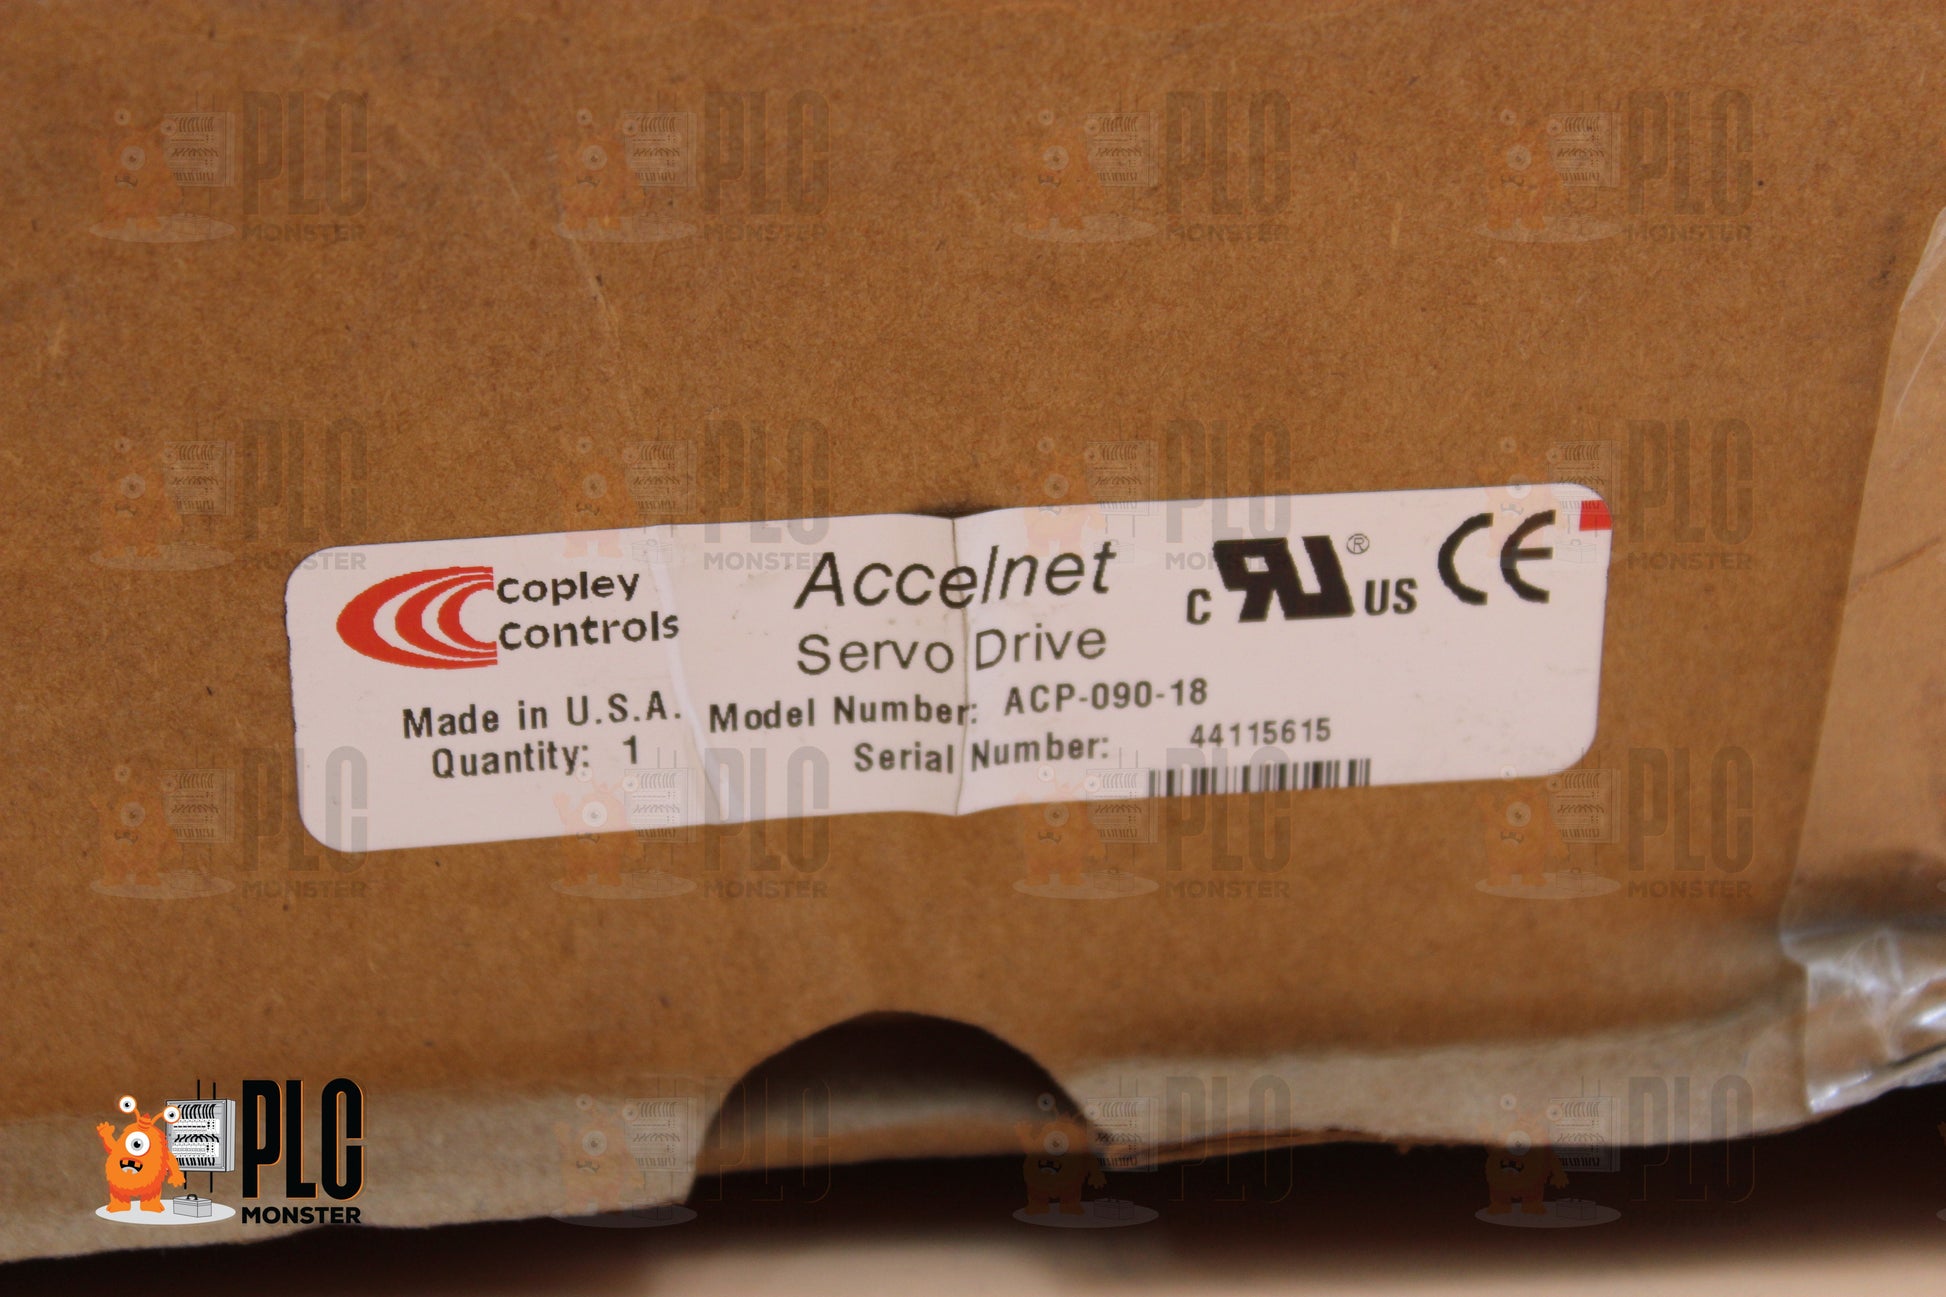 Copley
Controls
Accelnet
Servo Drive
C RU® US CE
Made in U.S.A.
Quantity: 1
Model Number: ACP-090-18
Serial Number: 44115615
PLC
MONSTER